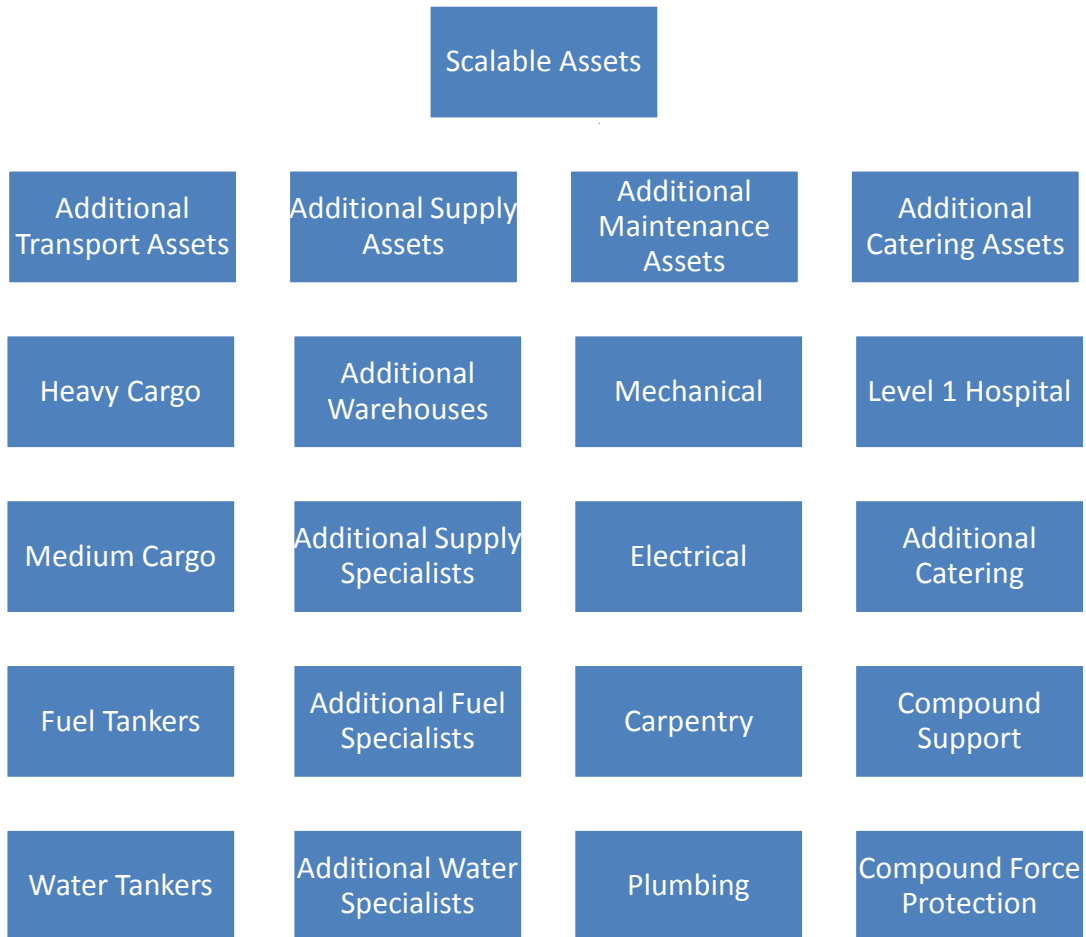 Scalable Assets
Additional
Transport Assets
Additional Supply
Assets
Additional
Maintenance
Assets
Additional
Catering Assets
Heavy Cargo
Additional
Warehouses
Mechanical
Level 1 Hospital
Medium Cargo
Additional Supply
Specialists
Electrical
Additional
Catering
Fuel Tankers
Additional Fuel
Specialists
Carpentry
Compound
Support
Water Tankers
Additional Water
Specialists
Plumbing
Compound Force
Protection